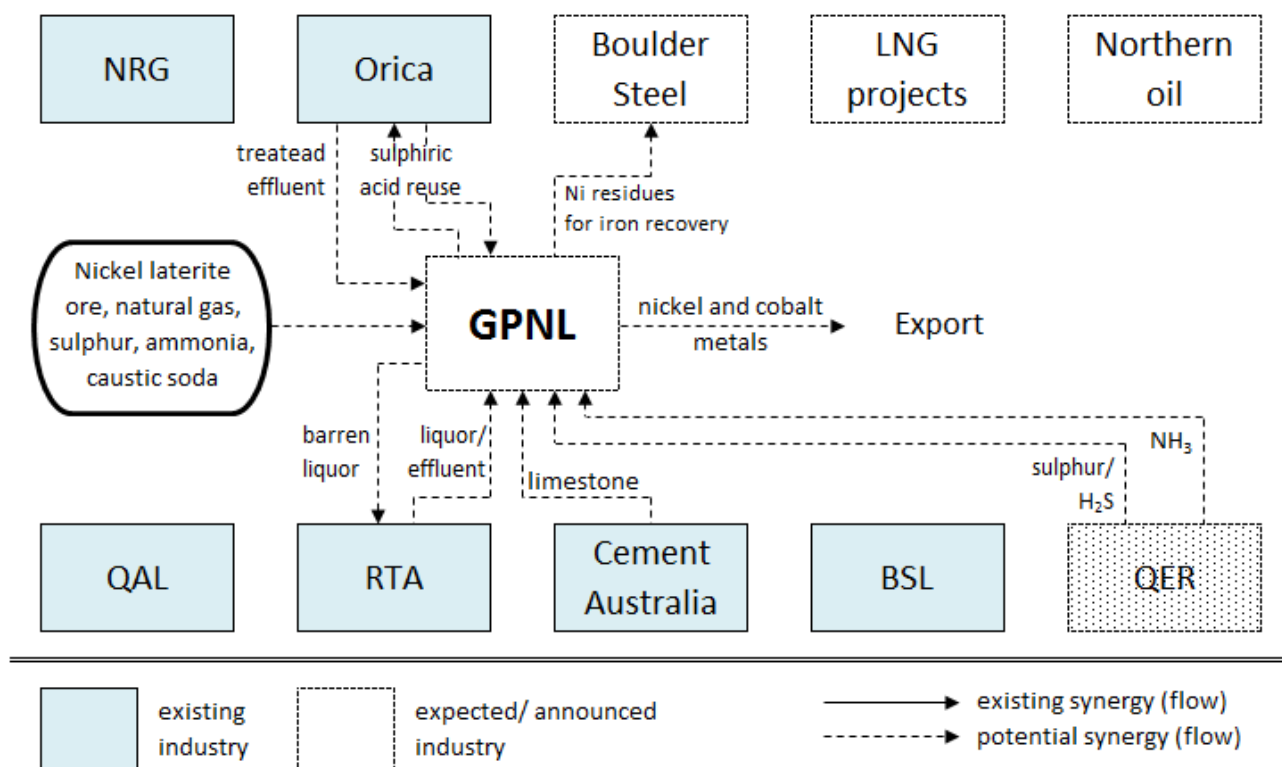 NRG
Orica
Boulder
Steel
LNG
projects
Northern
oil
treatead
effluent
sulphiric
acid reuse
Ni residues
for iron recovery
Nickel laterite
ore, natural gas,
sulphur, ammonia,
caustic soda
GPNL
nickel and cobalt
metals
Export
barren
liquor
liquor/
effluent
limestone
sulphur/
H₂S
NH₃
QAL
RTA
Cement
Australia
BSL
QER
existing
industry
expected/ announced
industry
existing synergy (flow)
potential synergy (flow)